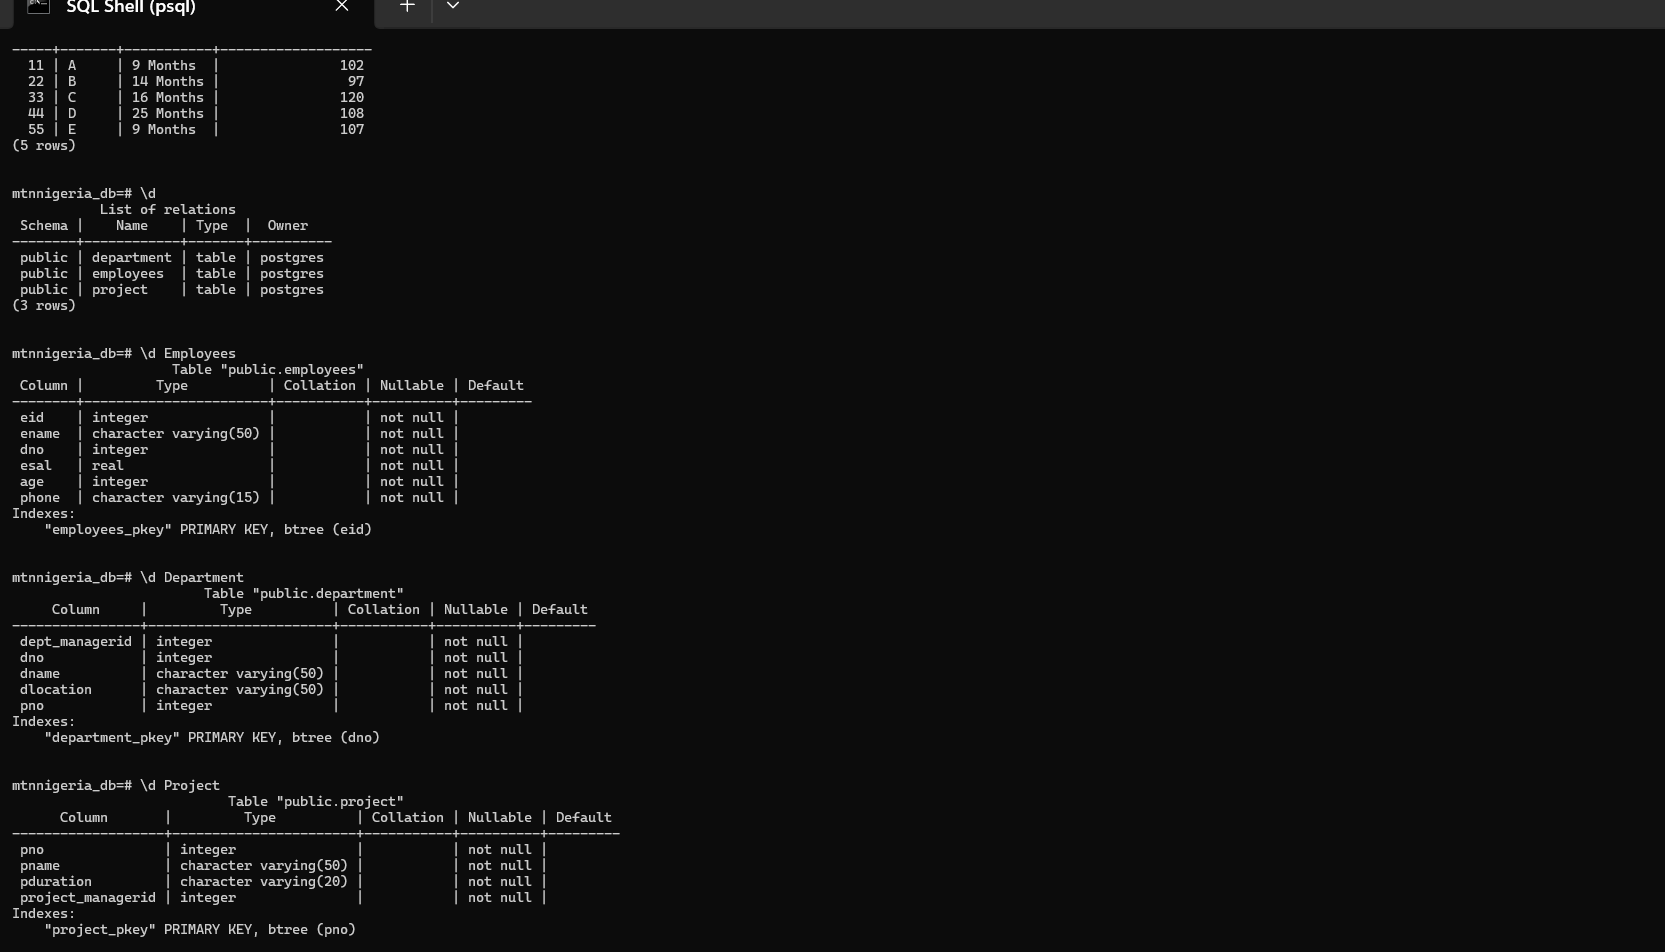 SQL Shell (psql)
-----+-------+-----------+-------------------
  11 | A     | 9 Months  |               102
  22 | B     | 14 Months |                97
  33 | C     | 16 Months |               120
  44 | D     | 25 Months |               108
  55 | E     | 9 Months  |               107
(5 rows)
mtnnigeria_db=# \d
           List of relations
 Schema |    Name    | Type  |  Owner
--------+------------+-------+----------
 public | department | table | postgres
 public | employees  | table | postgres
 public | project    | table | postgres
(3 rows)
mtnnigeria_db=# \d Employees
                    Table "public.employees"
 Column |         Type          | Collation | Nullable | Default
--------+-----------------------+-----------+----------+---------
 eid    | integer               |           | not null |
 ename  | character varying(50) |           | not null |
 dno    | integer               |           | not null |
 esal   | real                  |           | not null |
 age    | integer               |           | not null |
 phone  | character varying(15) |           | not null |
Indexes:
    "employees_pkey" PRIMARY KEY, btree (eid)
mtnnigeria_db=# \d Department
                        Table "public.department"
     Column     |         Type          | Collation | Nullable | Default
----------------+-----------------------+-----------+----------+---------
 dept_managerid | integer               |           | not null |
 dno            | integer               |           | not null |
 dname          | character varying(50) |           | not null |
 dlocation      | character varying(50) |           | not null |
 pno            | integer               |           | not null |
Indexes:
    "department_pkey" PRIMARY KEY, btree (dno)
mtnnigeria_db=# \d Project
                           Table "public.project"
      Column       |         Type          | Collation | Nullable | Default
-------------------+-----------------------+-----------+----------+---------
 pno               | integer               |           | not null |
 pname             | character varying(50) |           | not null |
 pduration         | character varying(20) |           | not null |
 project_managerid | integer               |           | not null |
Indexes:
    "project_pkey" PRIMARY KEY, btree (pno)